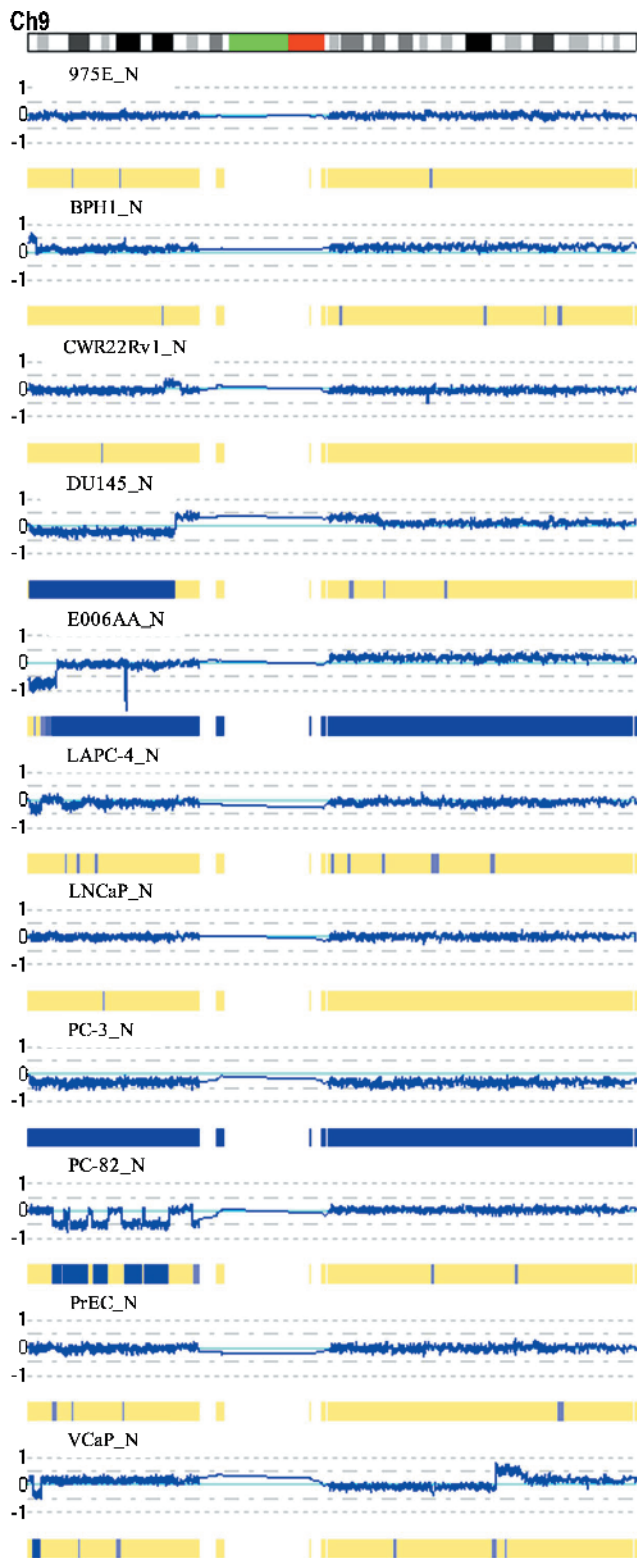 Ch9
975E_N
1
0
-1
BPH1_N
1
0
-1
CWR22Rv1_N
1
0
-1
DU145_N
1
0
-1
E006AA_N
1
0
-1
LAPC-4_N
1
0
-1
LNCaP_N
1
0
-1
PC-3_N
1
0
-1
PC-82_N
1
0
-1
PrEC_N
1
0
-1
VCaP_N
1
0
-1